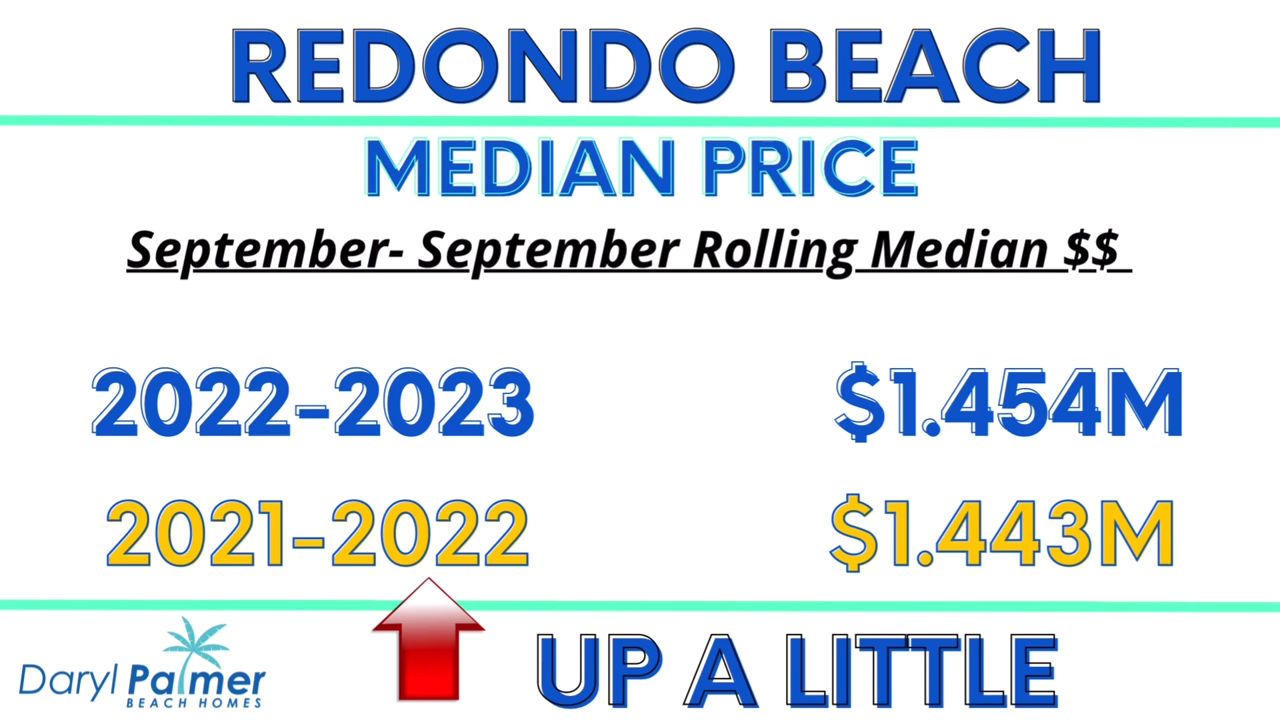 REDONDO BEACH
MEDIAN PRICE
September- September Rolling Median $$
2022-2023 $1.454M
2021-2022 $1.443M
UP A LITTLE
Daryl Palmer
BEACH HOMES